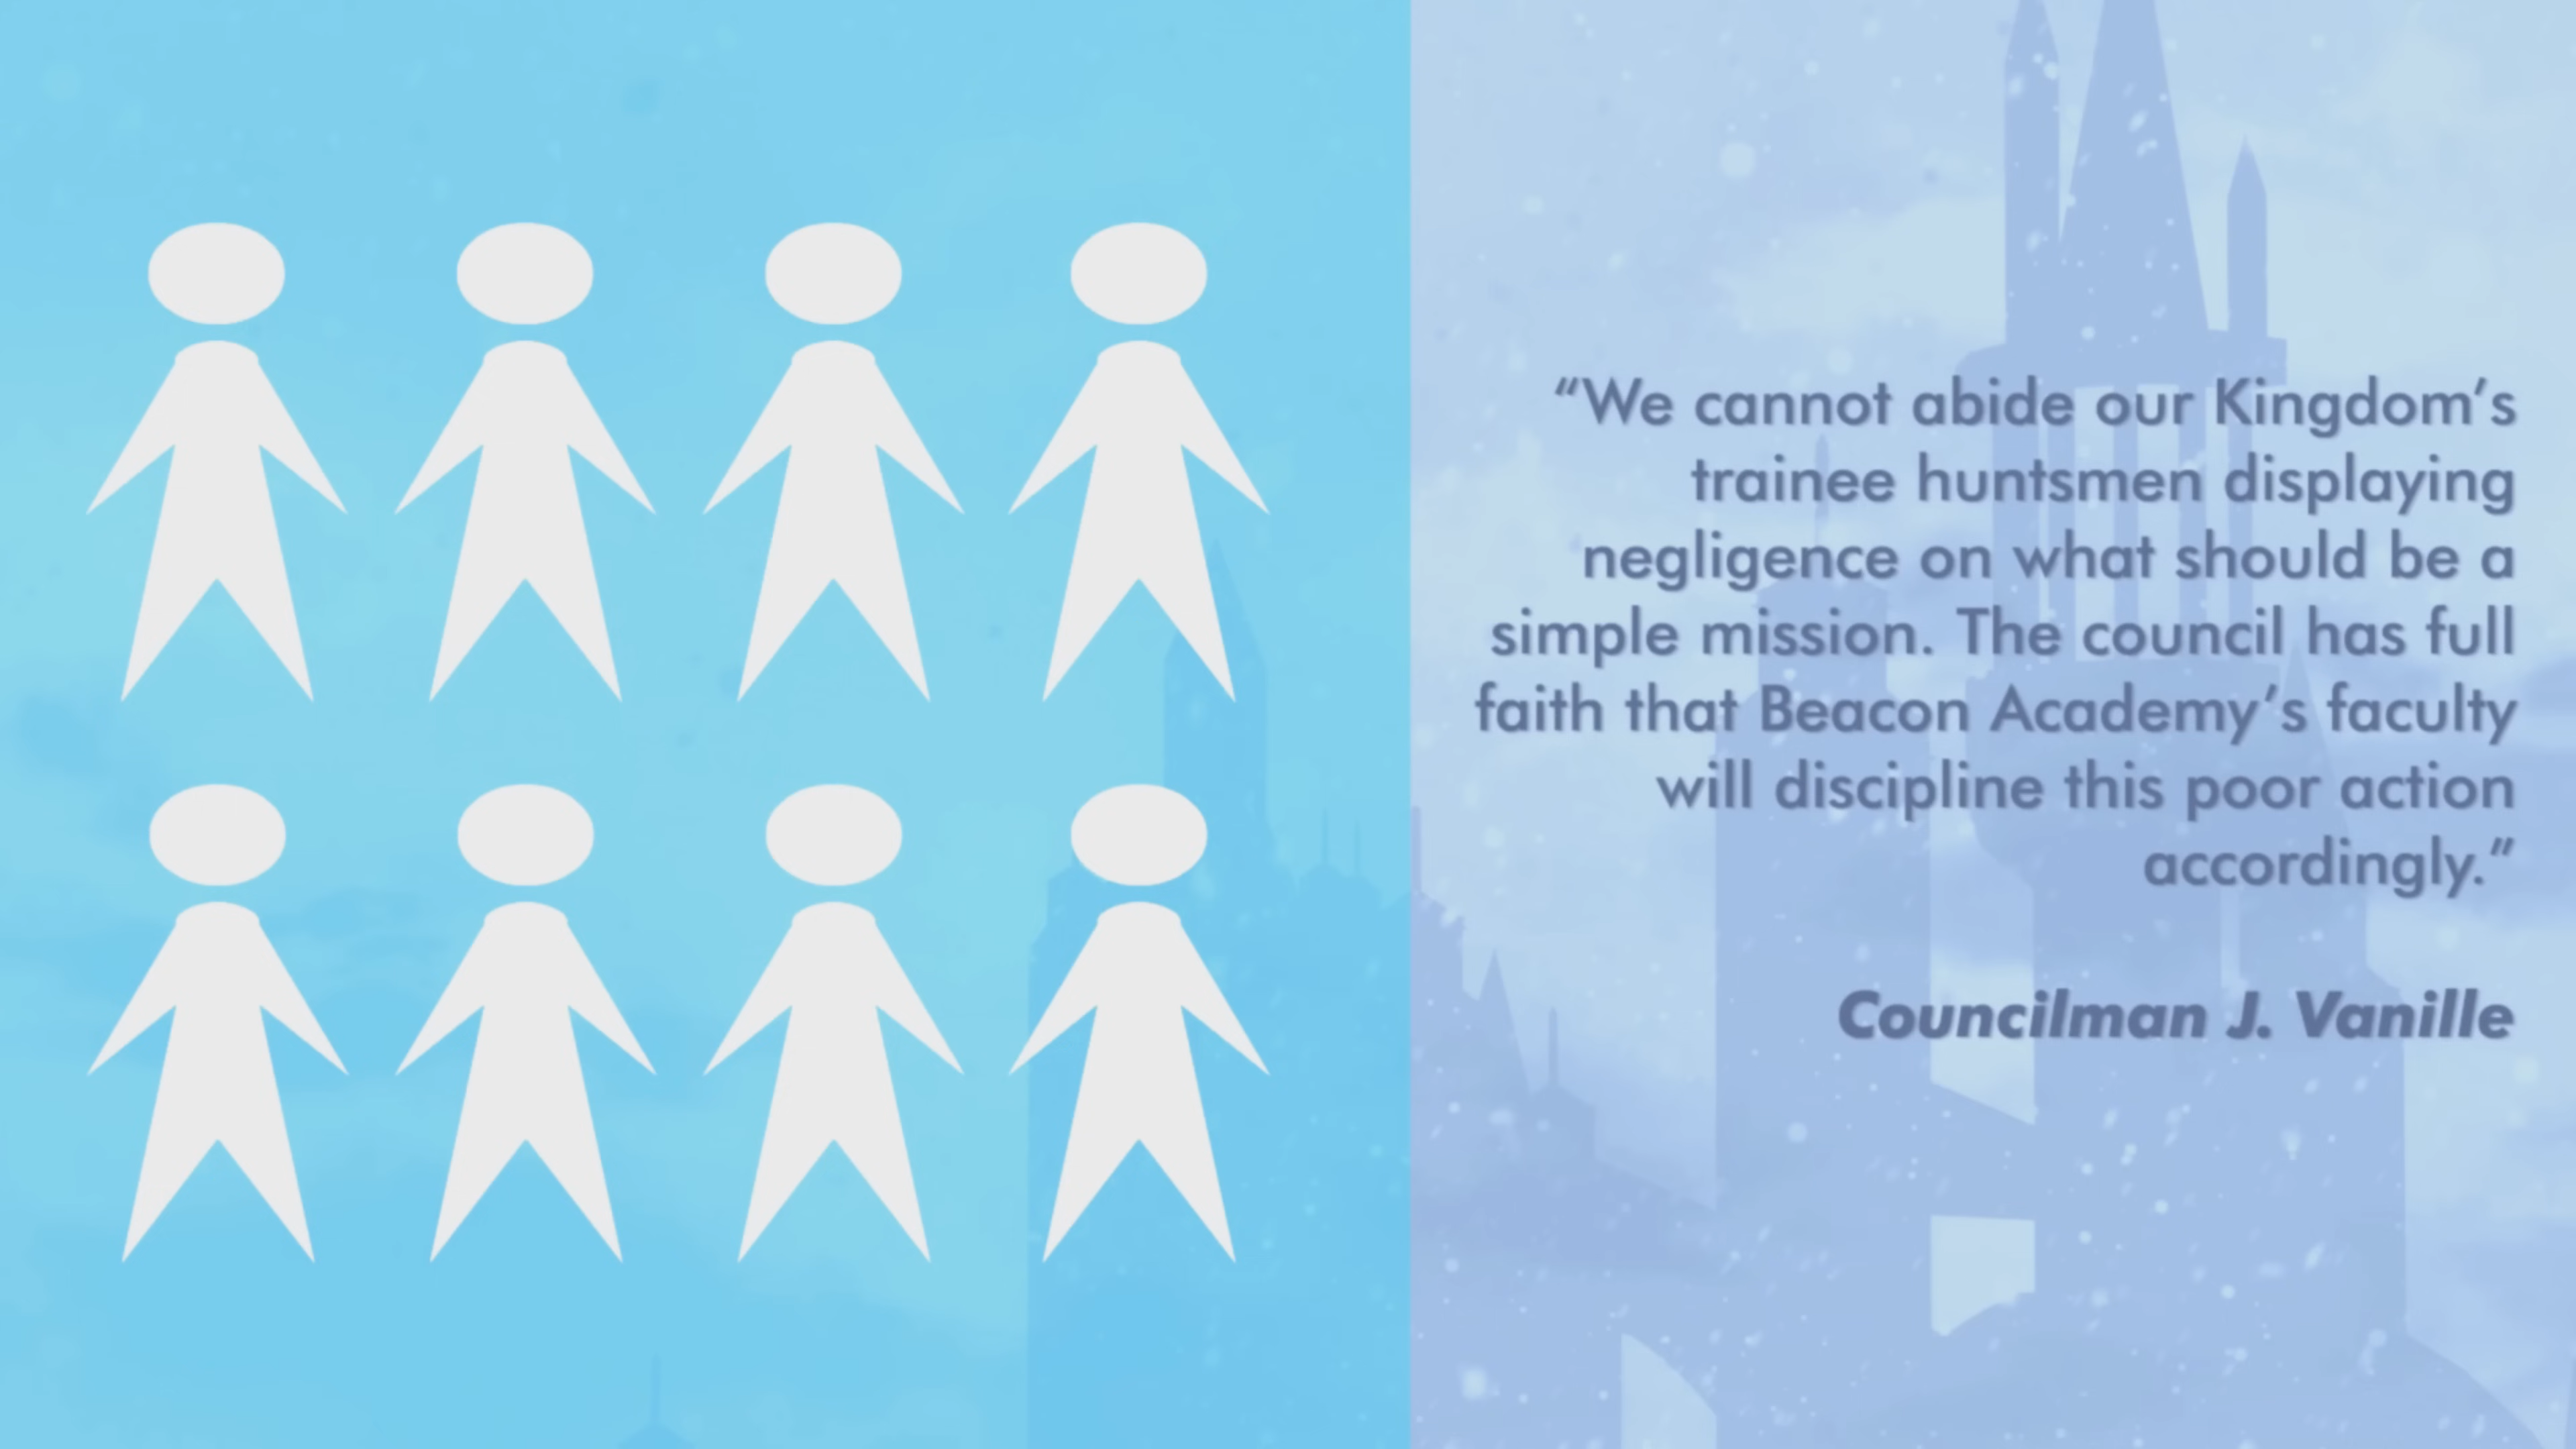 “We cannot abide our Kingdom’s
trainee huntsmen displaying
negligence on what should be a
simple mission. The council has full
faith that Beacon Academy’s faculty
will discipline this poor action
accordingly.”
Councilman J. Vanille